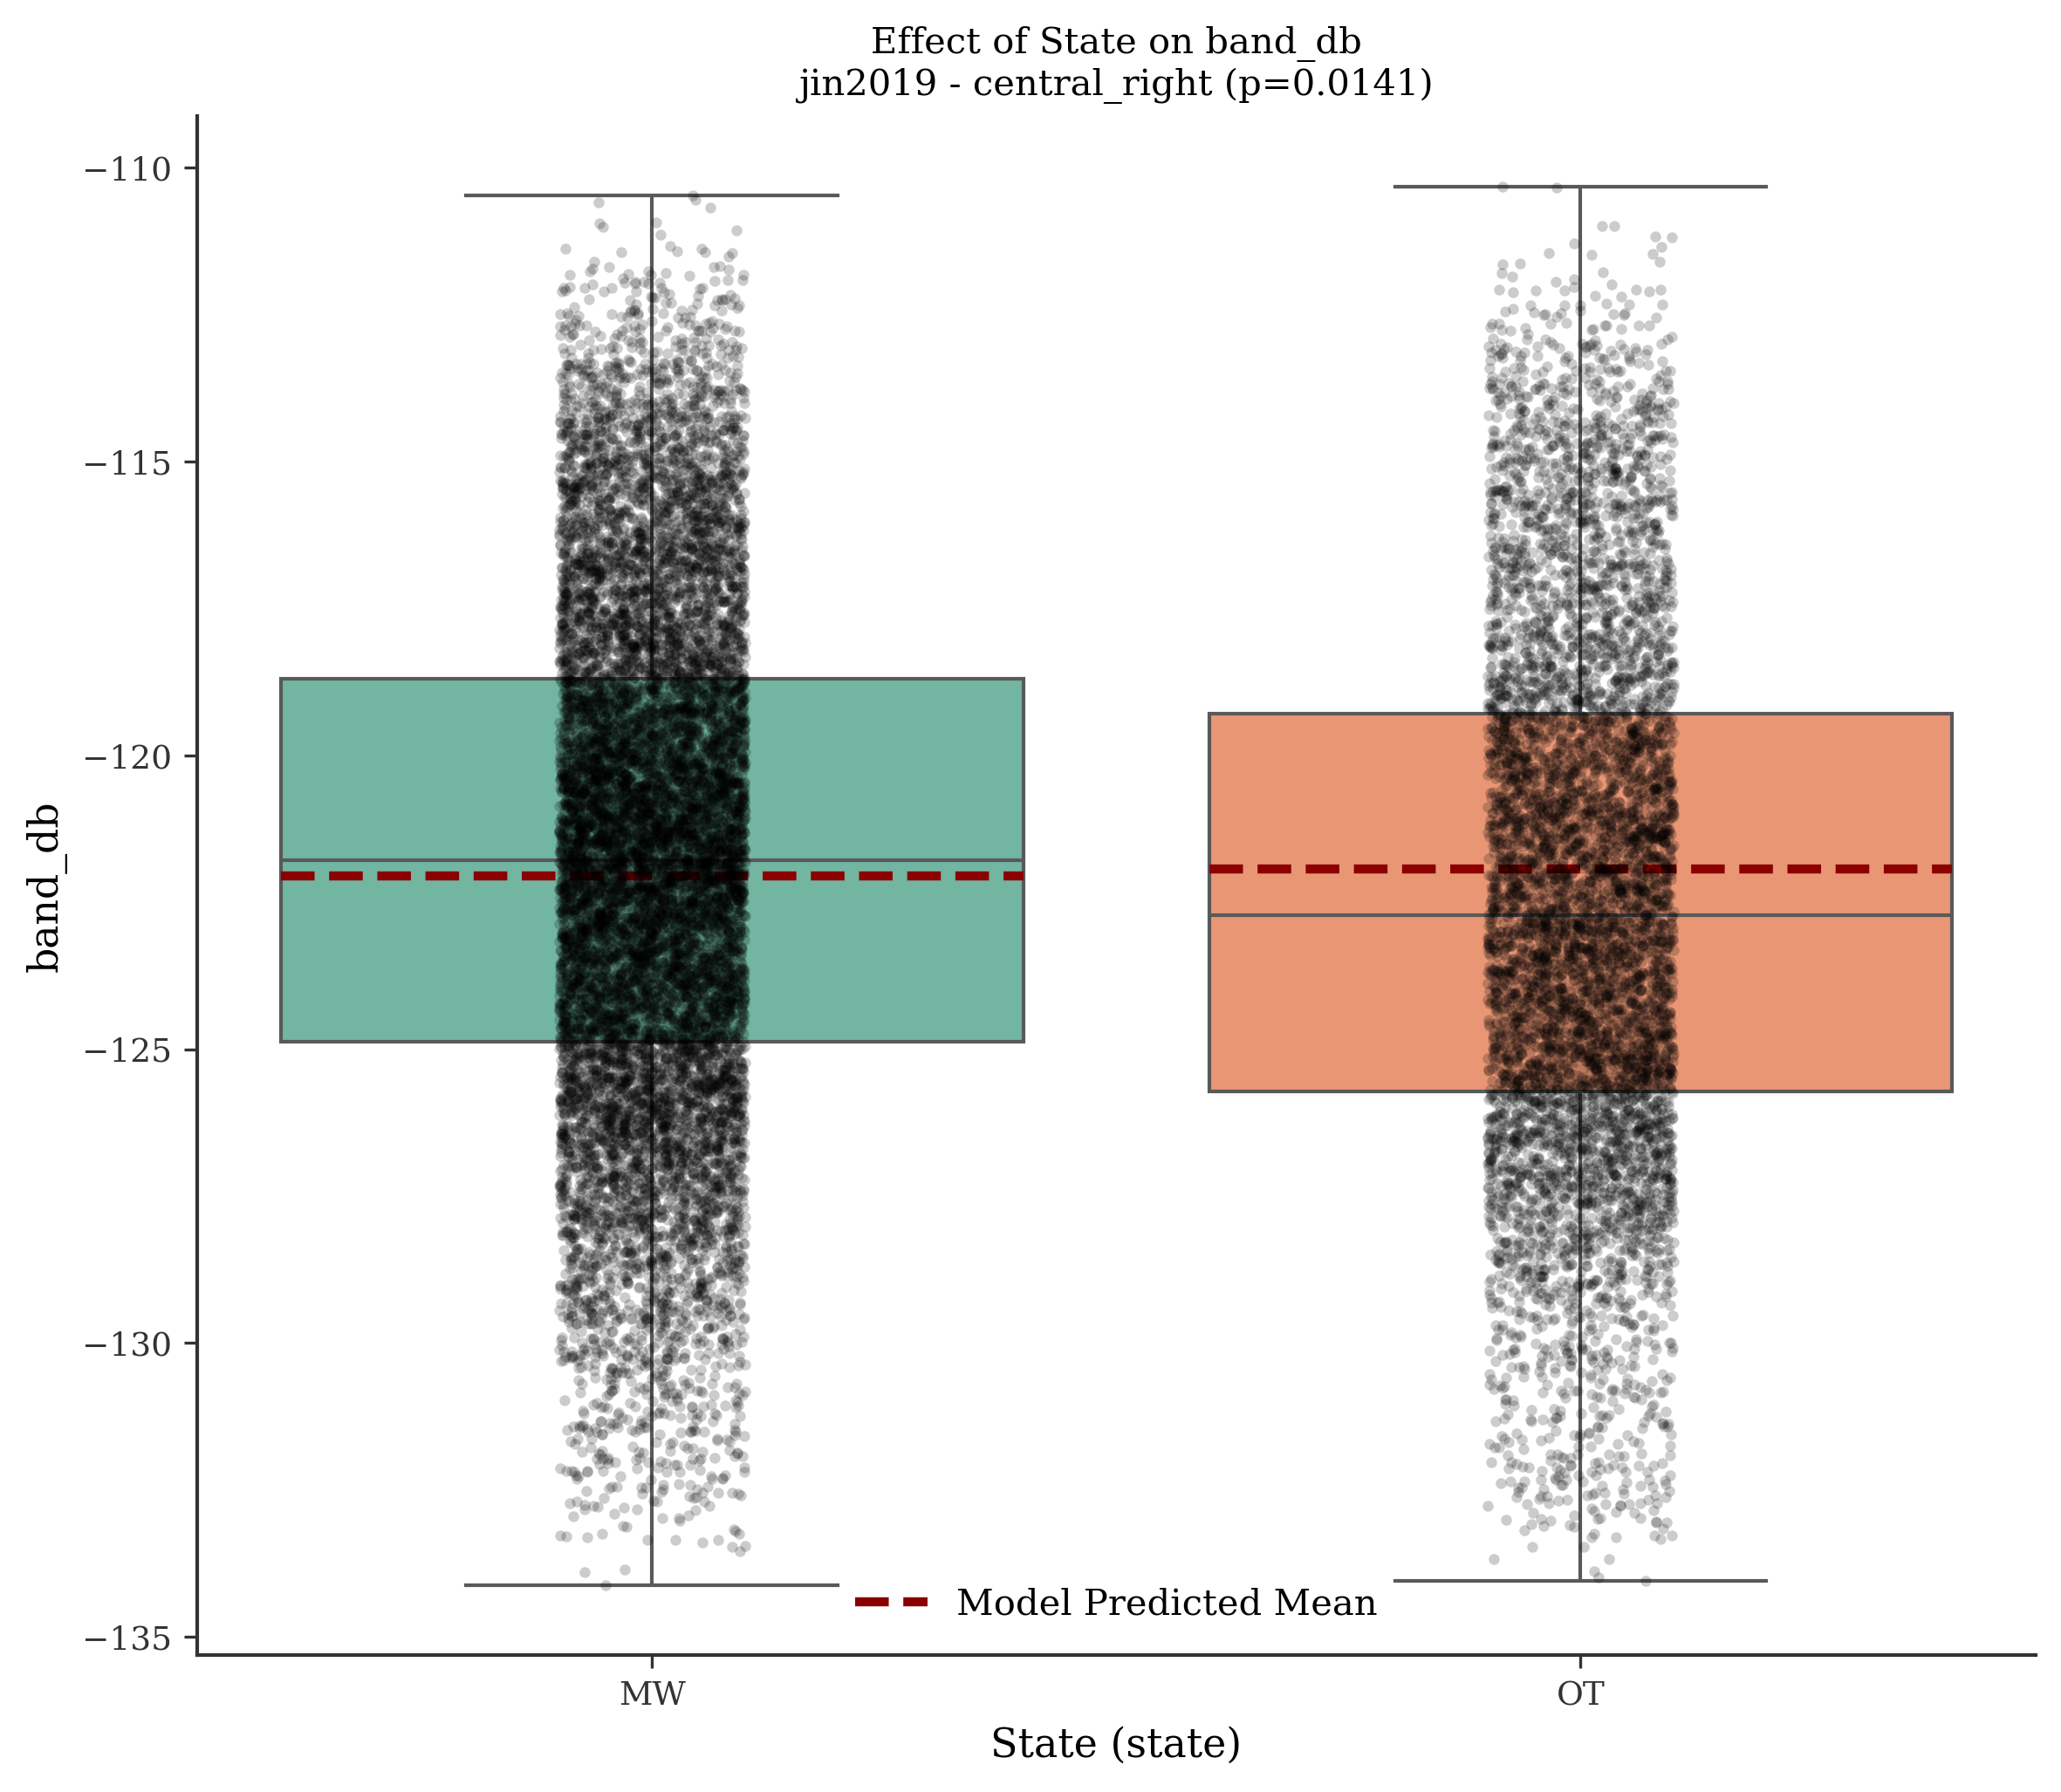 Effect of State on band_db
jin2019 - central_right (p=0.0141)
−110
−115
−120
−125
−130
−135
band_db
Model Predicted Mean
MW
OT
State (state)